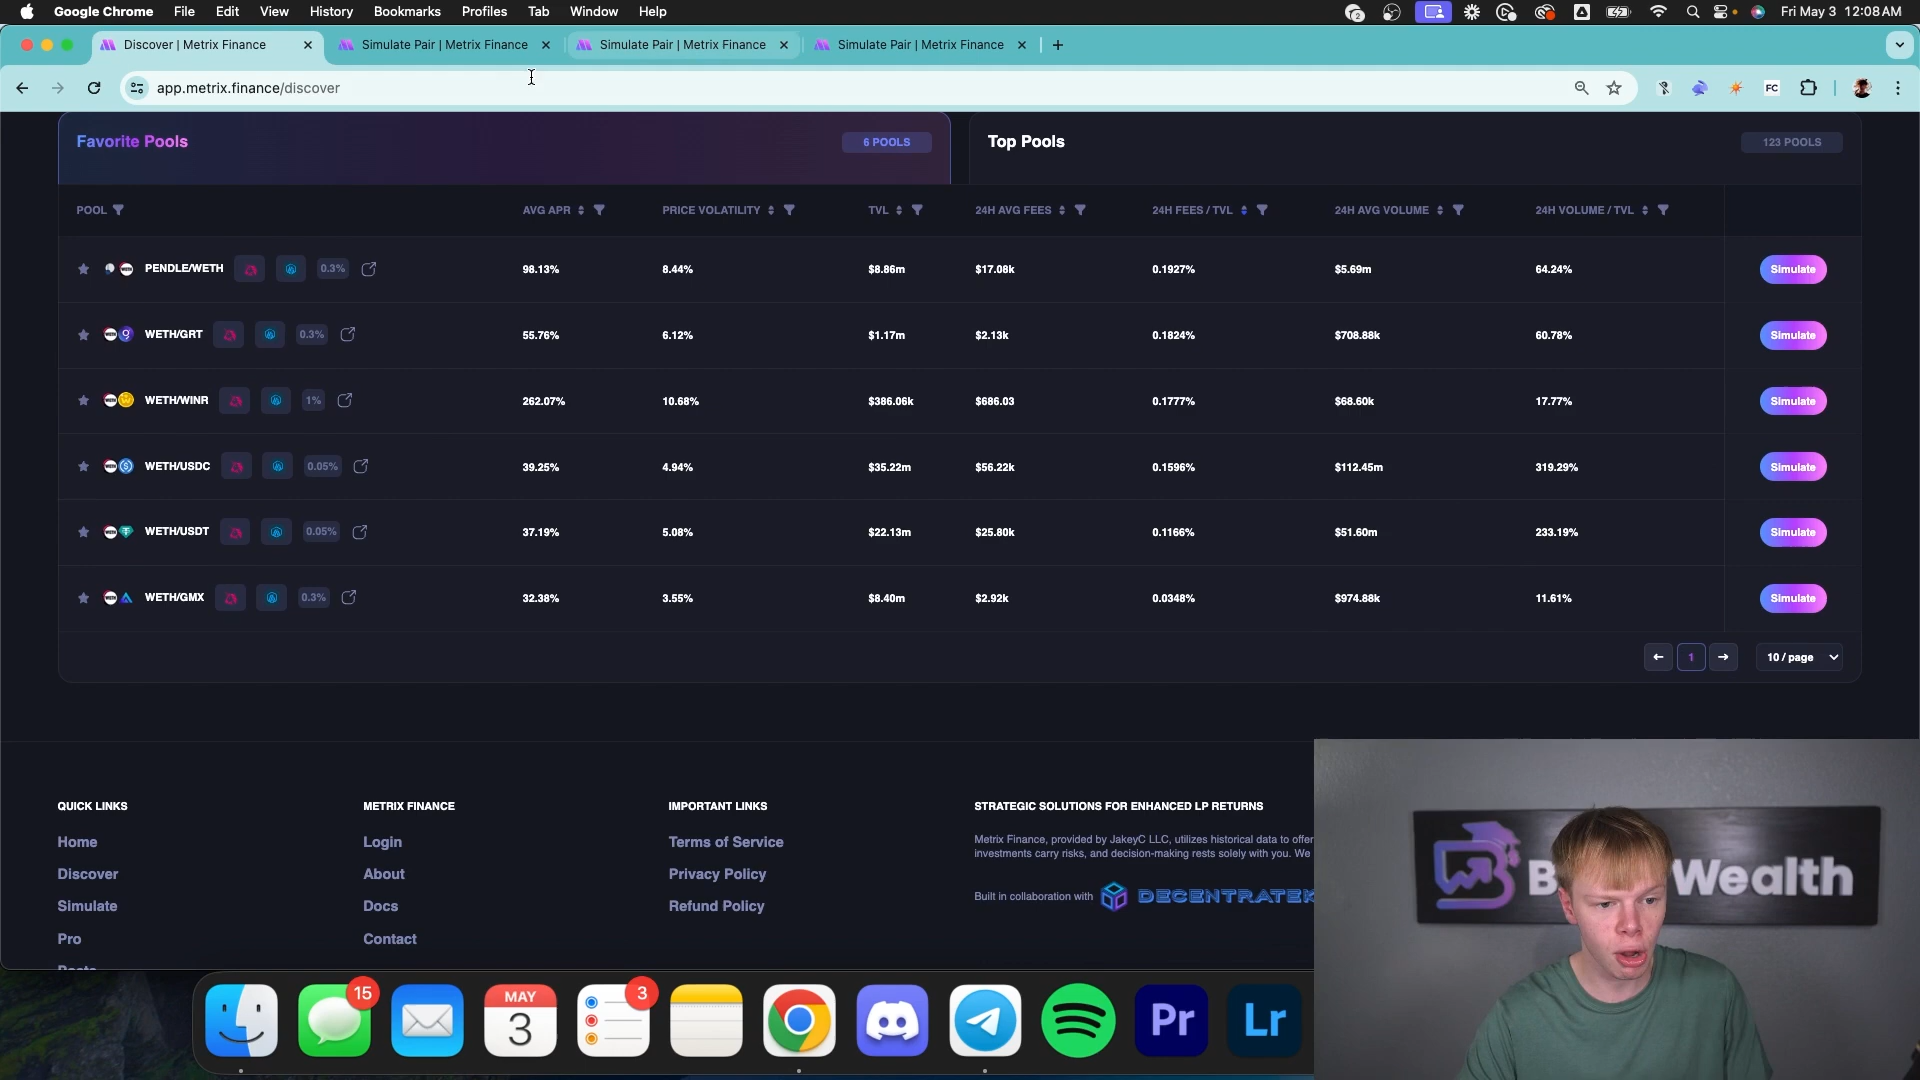 Google Chrome File Edit View History Bookmarks Profiles Tab Window Help Fri May 3 12:08 AM
Discover | Metrix Finance Simulate Pair | Metrix Finance Simulate Pair | Metrix Finance Simulate Pair | Metrix Finance
app.metrix.finance/discover FC
Favorite Pools 6 POOLS Top Pools 123 POOLS
POOL AVG APR PRICE VOLATILITY TVL 24H AVG FEES 24H FEES / TVL 24H AVG VOLUME 24H VOLUME / TVL
PENDLE/WETH 0.3% 98.13% 8.44% $8.86m $17.08k 0.1927% $5.69m 64.24% Simulate
WETH/GRT 0.3% 55.76% 6.12% $1.17m $2.13k 0.1824% $708.88k 60.78% Simulate
WETH/WINR 1% 262.07% 10.68% $386.06k $686.03 0.1777% $68.60k 17.77% Simulate
WETH/USDC 0.05% 39.25% 4.94% $35.22m $56.22k 0.1596% $112.45m 319.29% Simulate
WETH/USDT 0.05% 37.19% 5.08% $22.13m $25.80k 0.1166% $51.60m 233.19% Simulate
WETH/GMX 0.3% 32.38% 3.55% $8.40m $2.92k 0.0348% $974.88k 11.61% Simulate
1 10 / page
QUICK LINKS METRIX FINANCE IMPORTANT LINKS STRATEGIC SOLUTIONS FOR ENHANCED LP RETURNS
Home Login Terms of Service Metrix Finance, provided by JakeyC LLC, utilizes historical data to offer
investments carry risks, and decision-making rests solely with you. We
Discover About Privacy Policy
Simulate Docs Refund Policy Built in collaboration with DECENTRATEK
Pro Contact
Wealth
15 MAY 3 3 Pr Lr